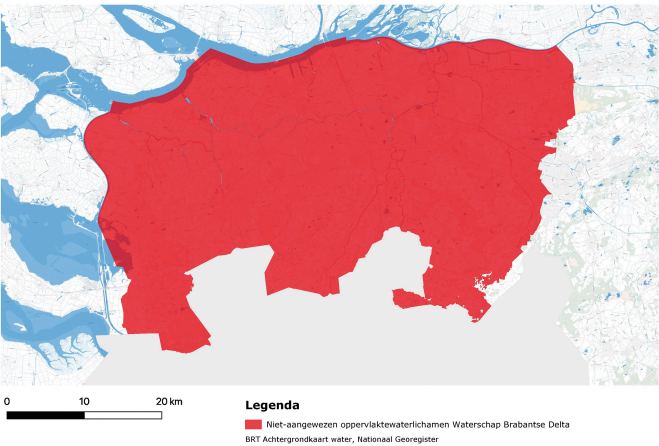 0 10 20 km
Legenda
Niet-aangewezen oppervlaktewaterlichamen Waterschap Brabantse Delta
BRT Achtergrondkaart water, Nationaal Georegister